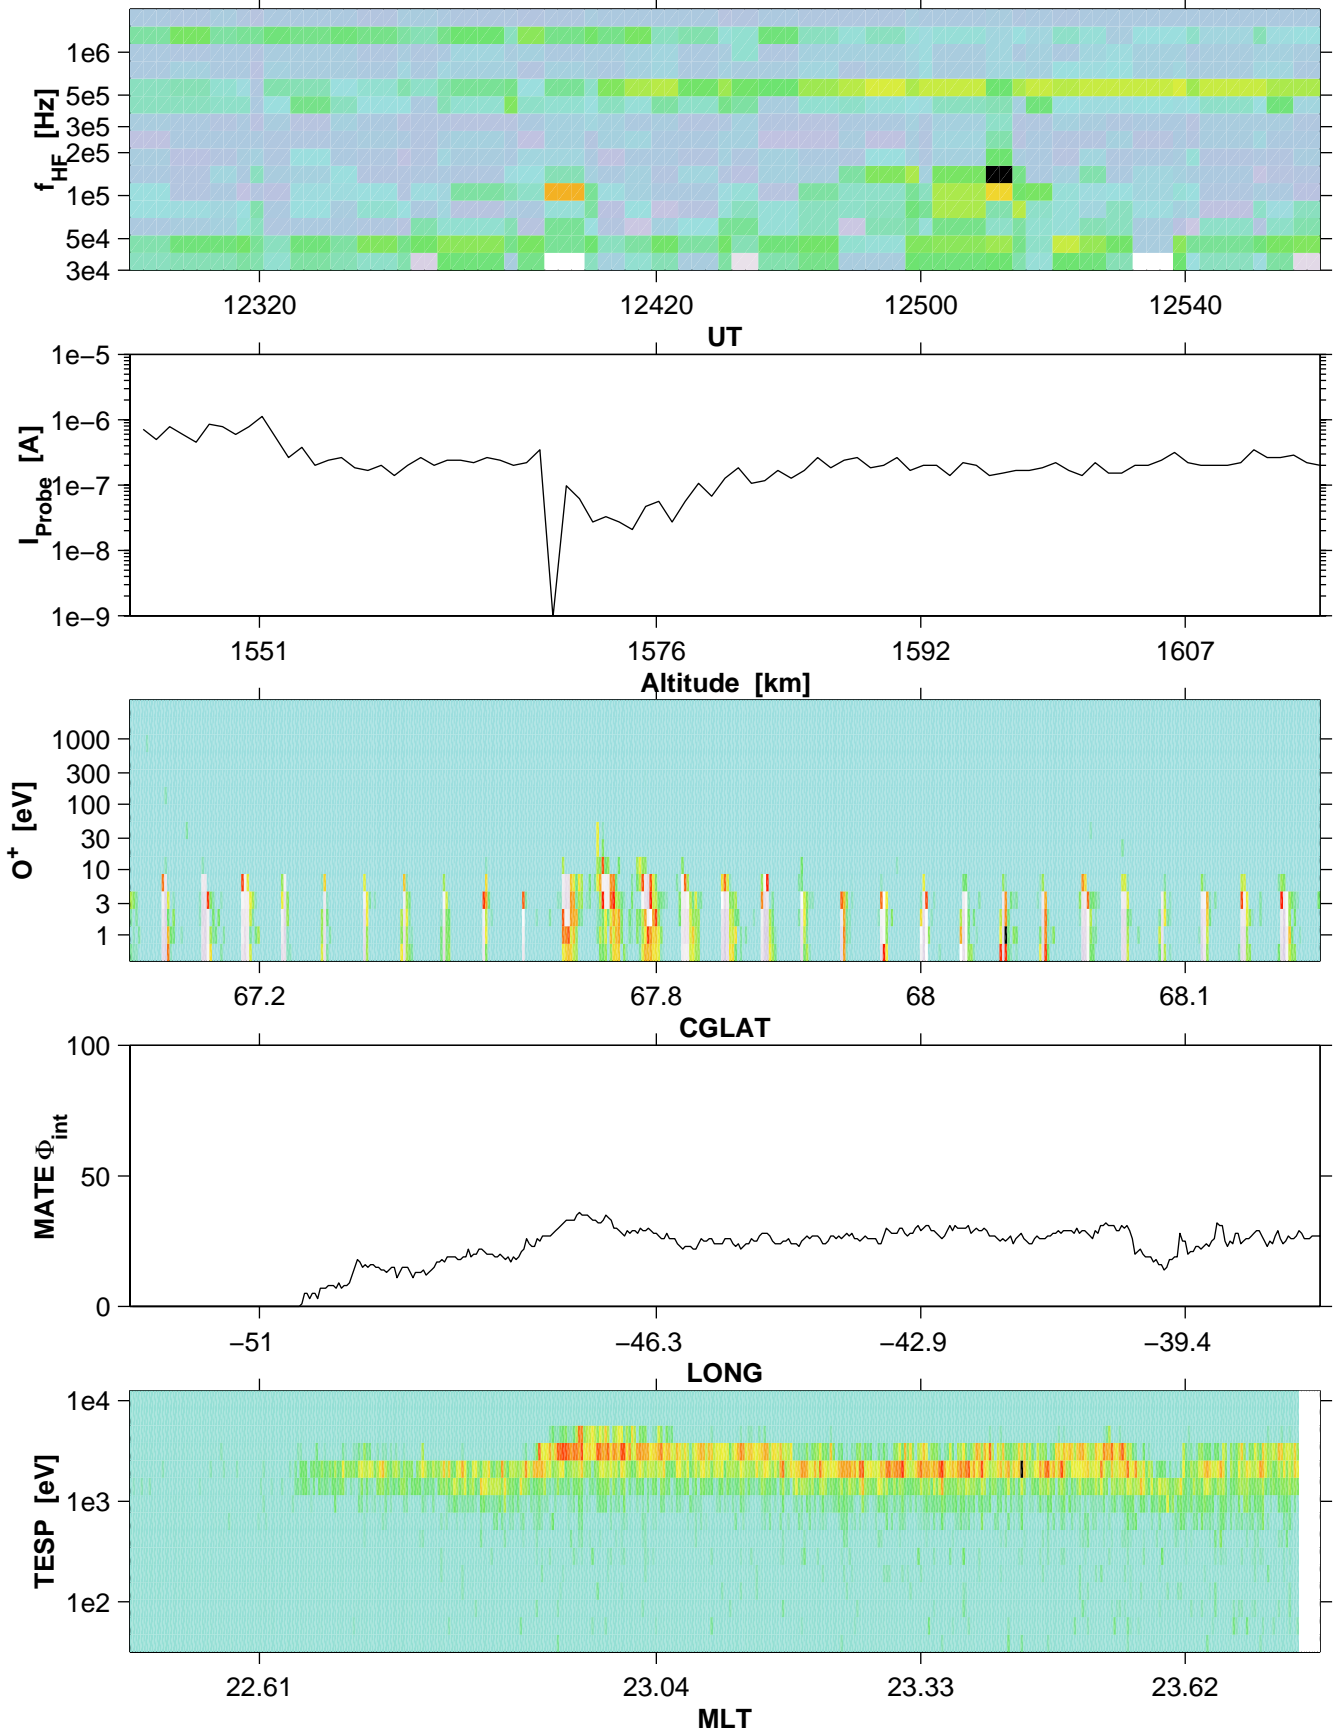 f_HF [Hz]
1e6
5e5
3e5
2e5
1e5
5e4
3e4
12320 12420 12500 12540
UT
I_Probe [A]
1e−5
1e−6
1e−7
1e−8
1e−9
1551 1576 1592 1607
Altitude [km]
O⁺ [eV]
1000
300
100
30
10
3
1
67.2 67.8 68 68.1
CGLAT
MATE Φ_int
100
50
0
−51 −46.3 −42.9 −39.4
LONG
TESP [eV]
1e4
1e3
1e2
22.61 23.04 23.33 23.62
MLT